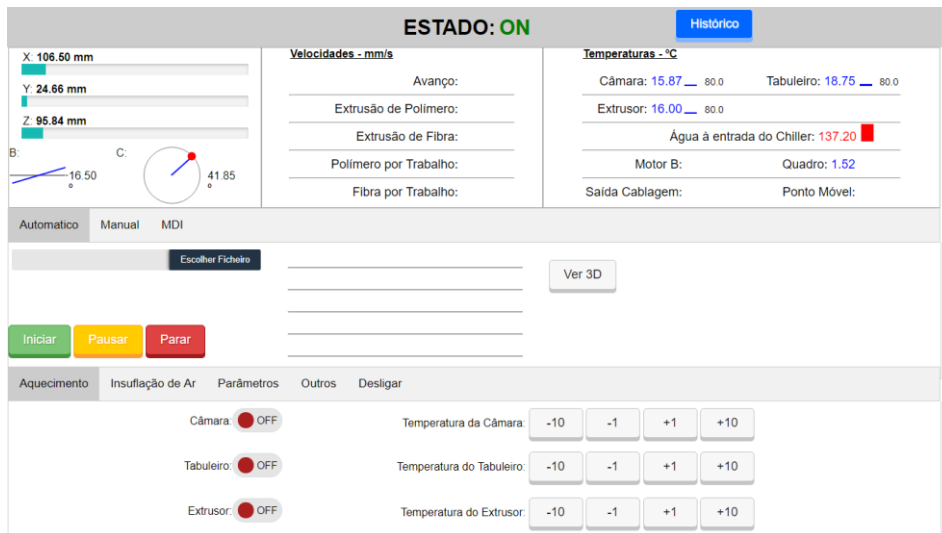 ESTADO: ON
Histórico
X: 106.50 mm
Y: 24.66 mm
Z: 95.84 mm
B: 16.50 º
C: 41.85 º
Velocidades - mm/s
Avanço:
Extrusão de Polímero:
Extrusão de Fibra:
Polímero por Trabalho:
Fibra por Trabalho:
Temperaturas - ºC
Câmara: 15.87 80.0 Tabuleiro: 18.75 80.0
Extrusor: 16.00 80.0
Água á entrada do Chiller: 137.20
Motor B: Quadro: 1.52
Saída Cablagem: Ponto Móvel:
Automatico Manual MDI
Escolher Ficheiro
Ver 3D
Iniciar Pausar Parar
Aquecimento Insuflação de Ar Parâmetros Outros Desligar
Câmara: OFF Temperatura da Câmara: -10 -1 +1 +10
Tabuleiro: OFF Temperatura do Tabuleiro: -10 -1 +1 +10
Extrusor: OFF Temperatura do Extrusor: -10 -1 +1 +10